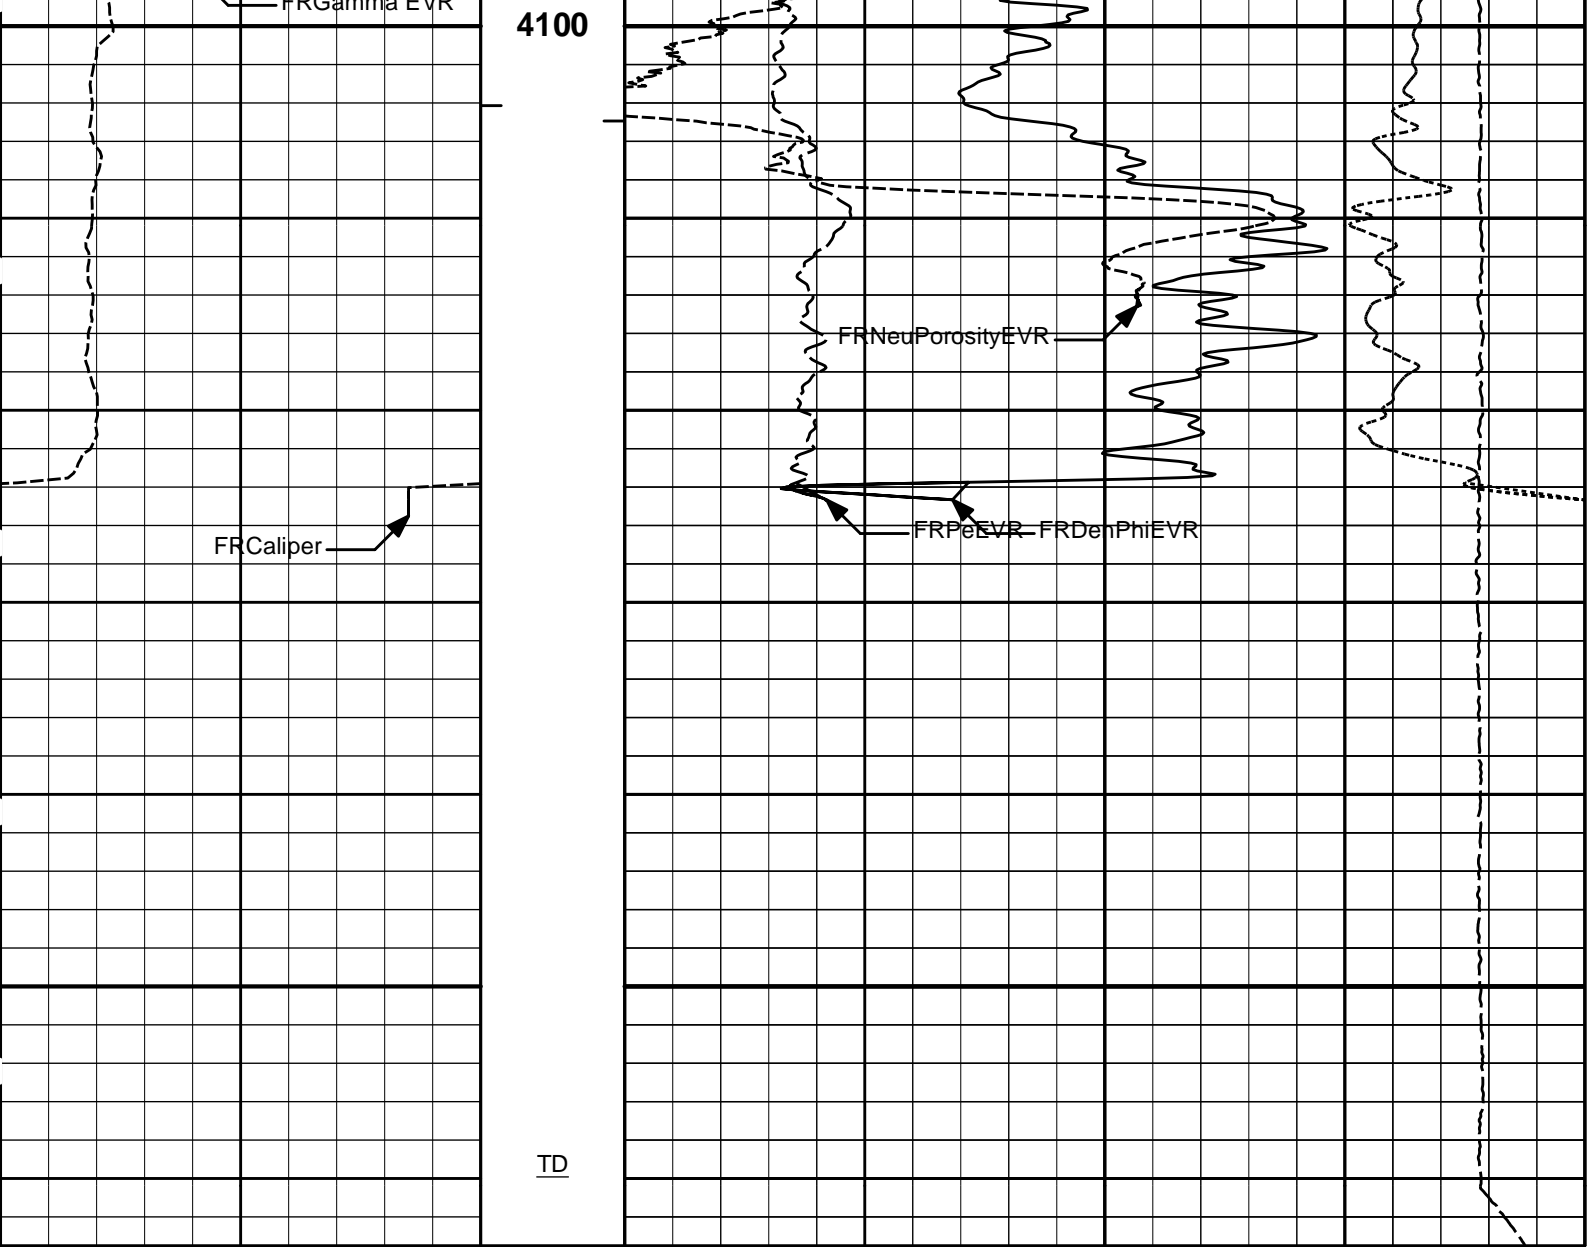 FRGamma EVR
4100
FRNeuPorosityEVR
FRPeEVR
FRDenPhiEVR
FRCaliper
TD